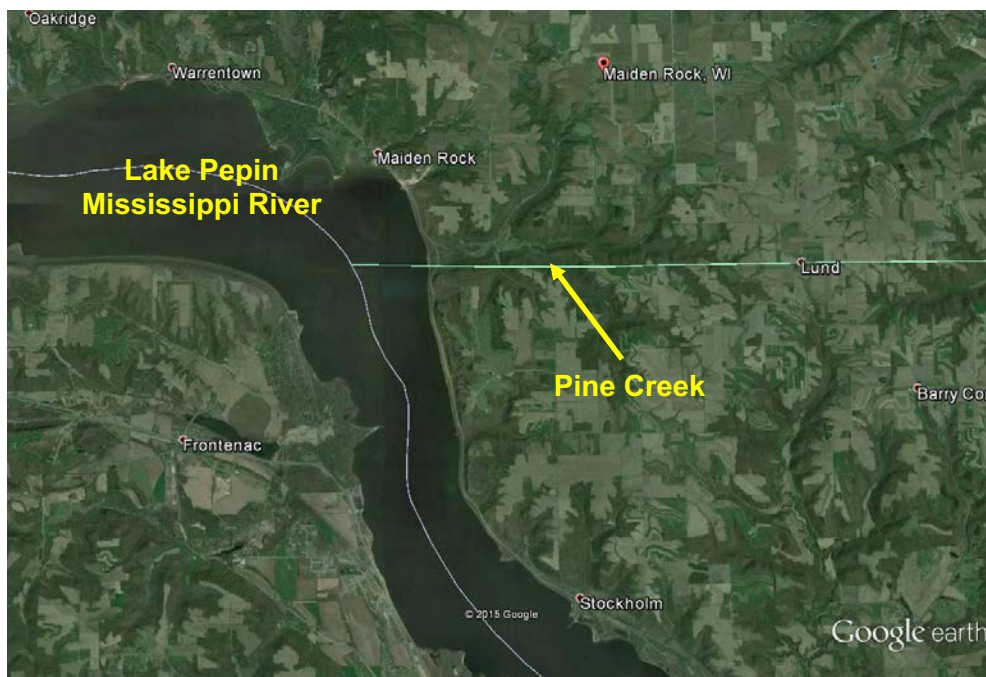 Oakridge
Warrentown
Maiden Rock, WI
Maiden Rock
Lake Pepin
Mississippi River
Lund
Pine Creek
Barry Co
Frontenac
Stockholm
© 2015 Google
Google earth